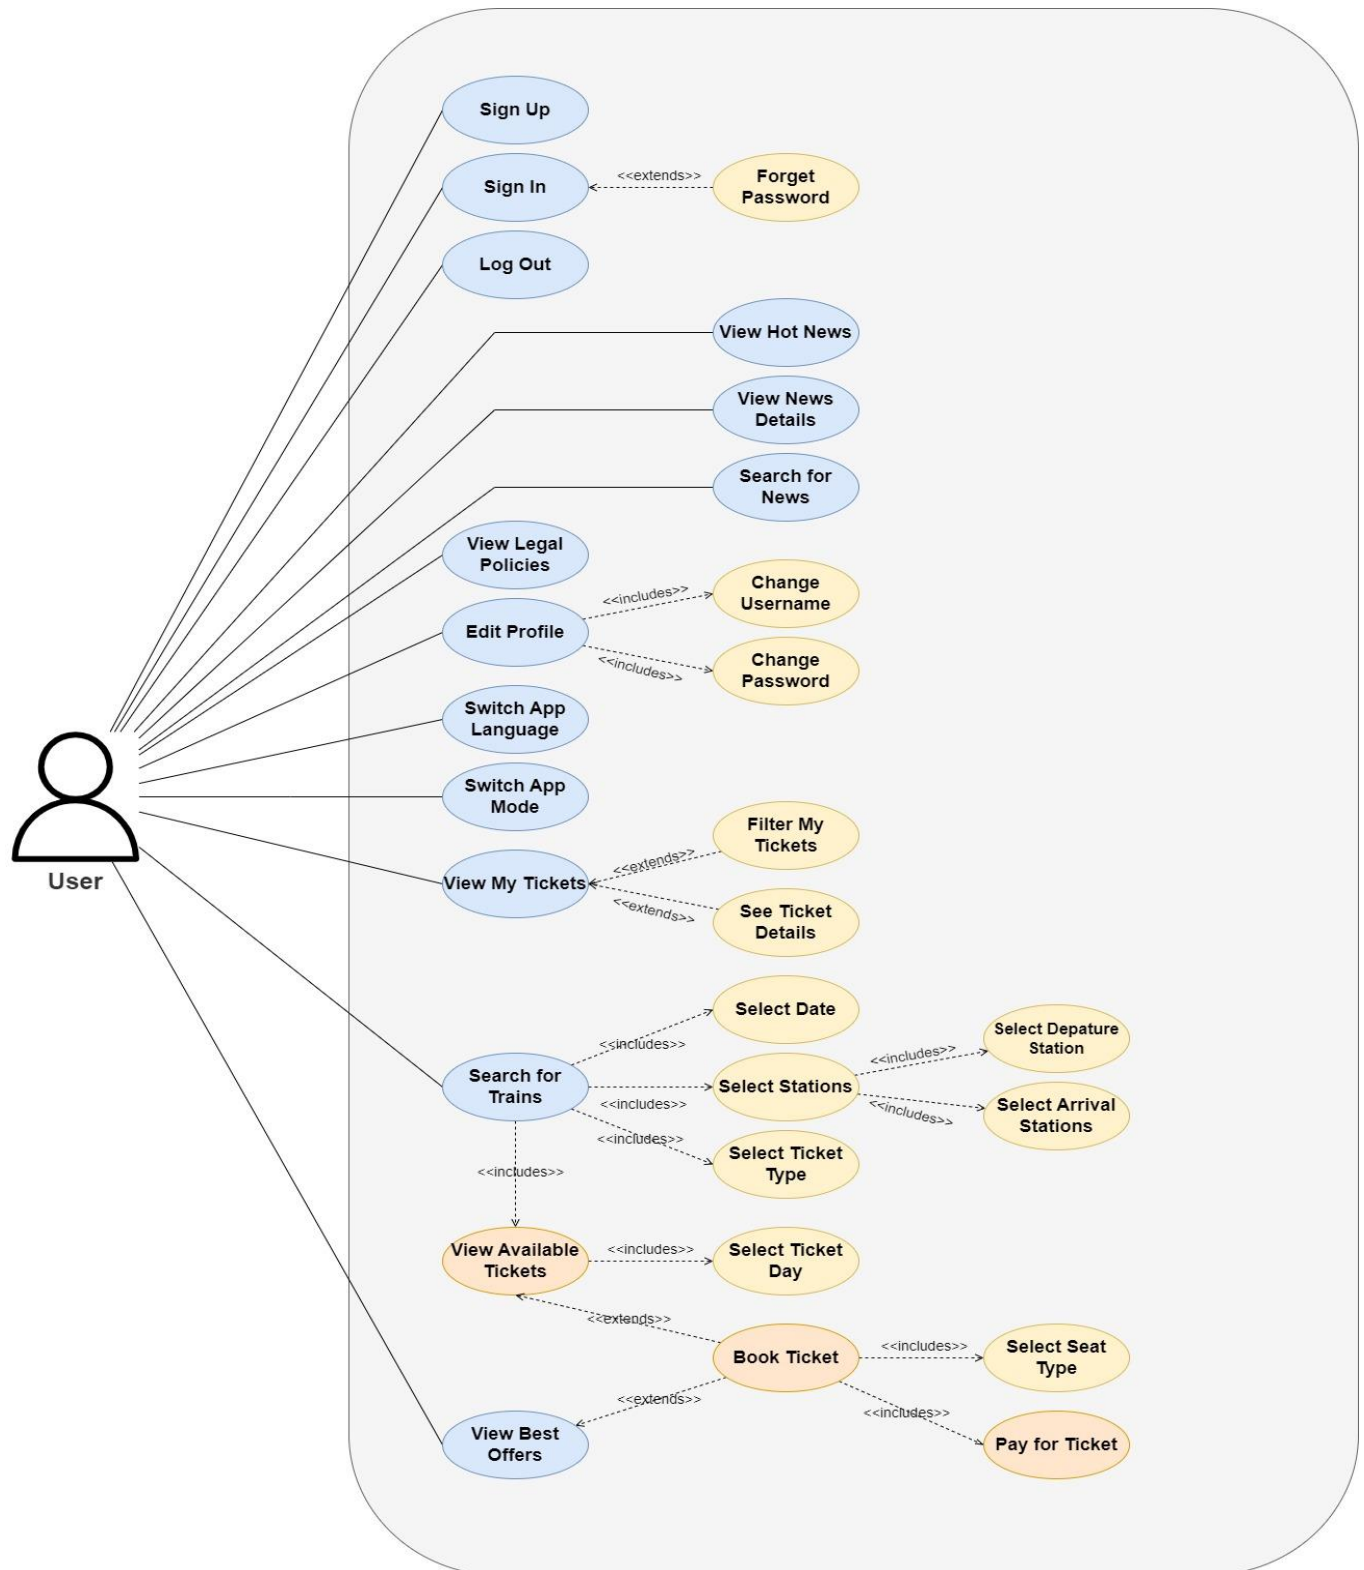 Sign Up
Sign In
<<extends>>
Forget
Password
Log Out
View Hot News
View News
Details
Search for
News
View Legal
Policies
Edit Profile
<<includes>>
Change
Username
<<includes>>
Change
Password
Switch App
Language
Switch App
Mode
User
View My Tickets
<<extends>>
Filter My
Tickets
<<extends>>
See Ticket
Details
Search for
Trains
<<includes>>
Select Date
<<includes>>
Select Stations
<<includes>>
Select Depature
Station
<<includes>>
Select Arrival
Stations
<<includes>>
Select Ticket
Type
<<includes>>
View Available
Tickets
<<includes>>
Select Ticket
Day
<<extends>>
Book Ticket
<<includes>>
Select Seat
Type
<<extends>>
<<includes>>
View Best
Offers
Pay for Ticket